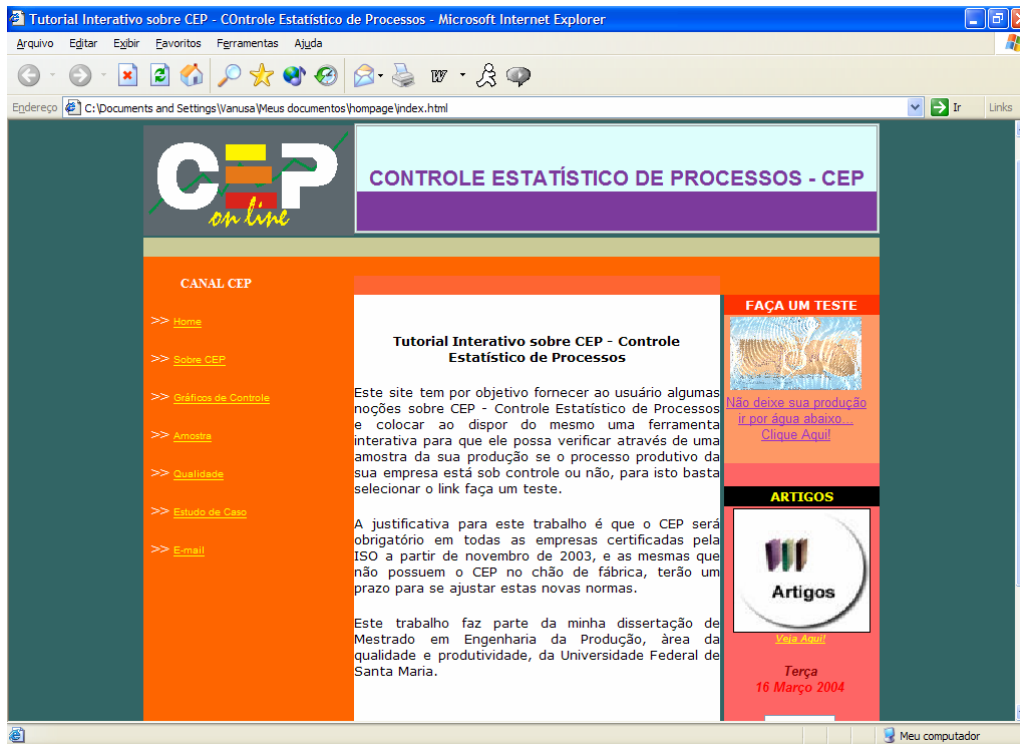 Tutorial Interativo sobre CEP - COntrole Estatístico de Processos - Microsoft Internet Explorer
Arquivo Editar Exibir Favoritos Ferramentas Ajuda
Endereço C:\Documents and Settings\Vanusa\Meus documentos\hompage\index.html Ir Links
CEP
on line
CONTROLE ESTATÍSTICO DE PROCESSOS - CEP
CANAL CEP
>> Home
>> Sobre CEP
>> Gráficos de Controle
>> Amostra
>> Qualidade
>> Estudo de Caso
>> E-mail
Tutorial Interativo sobre CEP - Controle
Estatístico de Processos
Este site tem por objetivo fornecer ao usuário algumas
noções sobre CEP - Controle Estatístico de Processos
e colocar ao dispor do mesmo uma ferramenta
interativa para que ele possa verificar através de uma
amostra da sua produção se o processo produtivo da
sua empresa está sob controle ou não, para isto basta
selecionar o link faça um teste.
A justificativa para este trabalho é que o CEP será
obrigatório em todas as empresas certificadas pela
ISO a partir de novembro de 2003, e as mesmas que
não possuem o CEP no chão de fábrica, terão um
prazo para se ajustar estas novas normas.
Este trabalho faz parte da minha dissertação de
Mestrado em Engenharia da Produção, àrea da
qualidade e produtividade, da Universidade Federal de
Santa Maria.
FAÇA UM TESTE
Não deixe sua produção
ir por água abaixo...
Clique Aqui!
ARTIGOS
Artigos
Veja Aqui!
Terça
16 Março 2004
Meu computador